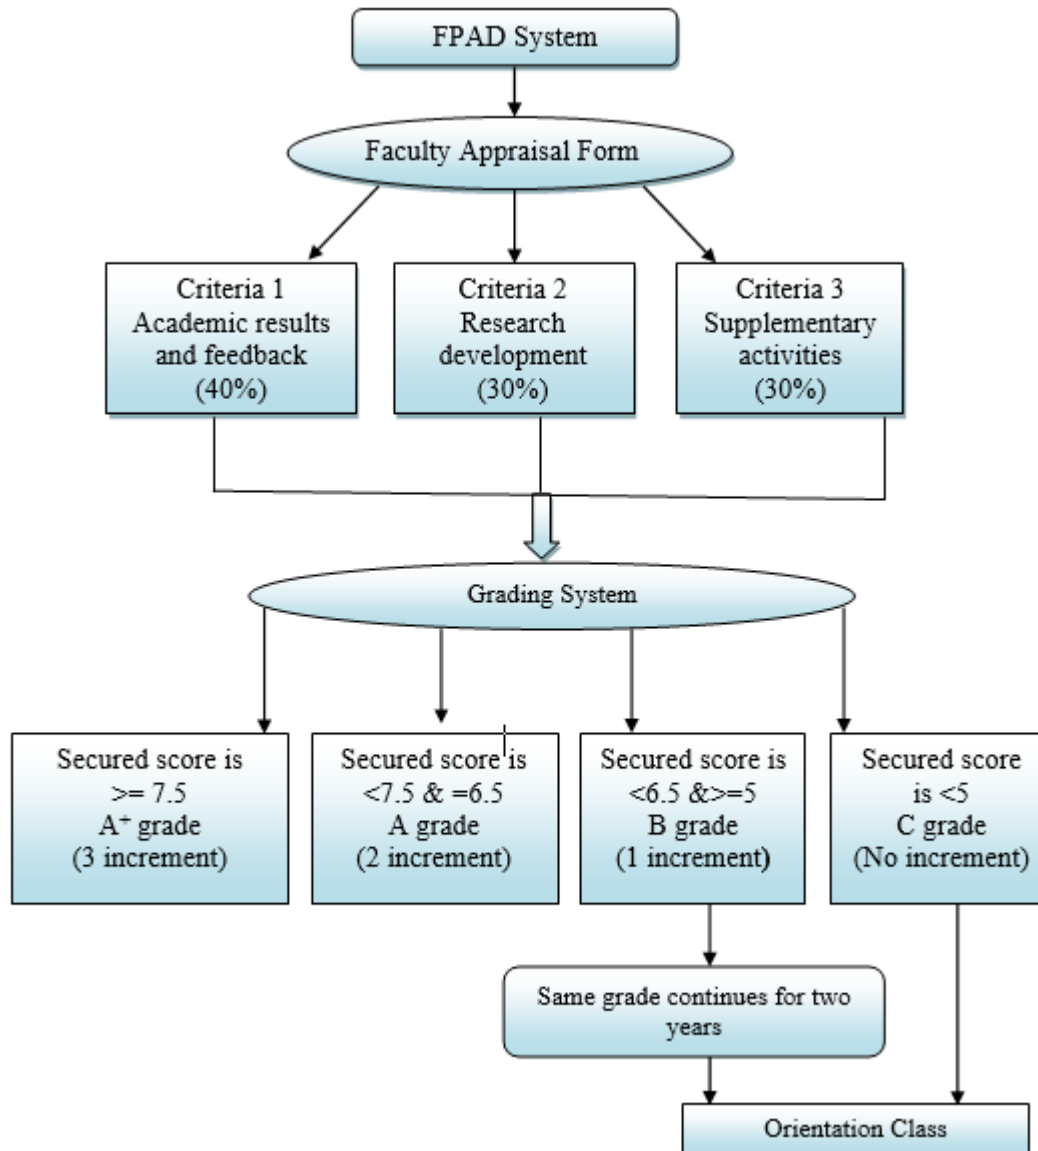 FPAD System
Faculty Appraisal Form
Criteria 1
Academic results
and feedback
(40%)
Criteria 2
Research
development
(30%)
Criteria 3
Supplementary
activities
(30%)
Grading System
Secured score is
>= 7.5
A⁺ grade
(3 increment)
Secured score is
<7.5 & =6.5
A grade
(2 increment)
Secured score is
<6.5 &>=5
B grade
(1 increment)
Secured score
is <5
C grade
(No increment)
Same grade continues for two
years
Orientation Class